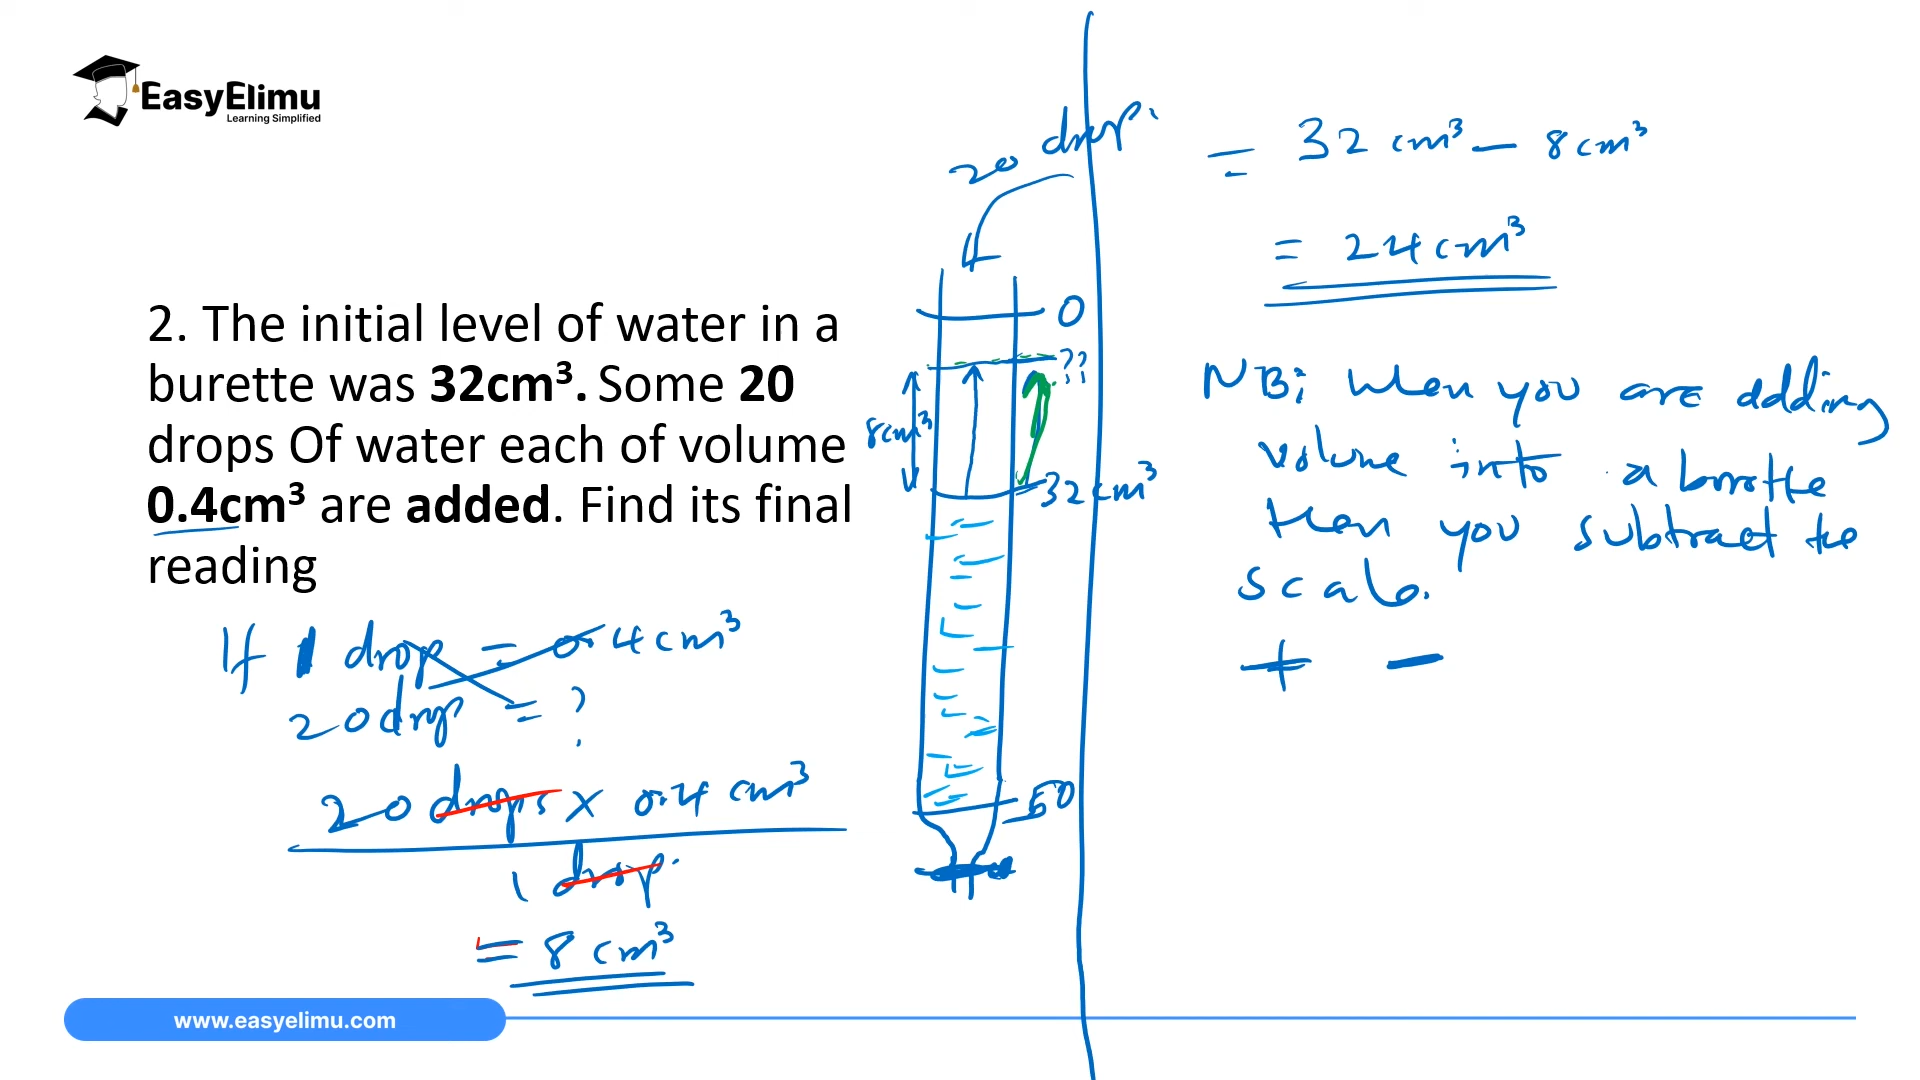 EasyElimu
Learning Simplified
2. The initial level of water in a
burette was 32cm³. Some 20
drops Of water each of volume
0.4cm³ are added. Find its final
reading
If 1 drop = 0.4cm³
20 drop = ?
20 drops x 0.4 cm³
1 drop.
= 8 cm³
20 drop.
0
??
8cm³
32cm³
50
= 32 cm³ - 8cm³
= 24cm³
NB; When you are adding
volume into a burette
then you subtract the
scale.
+ -
www.easyelimu.com